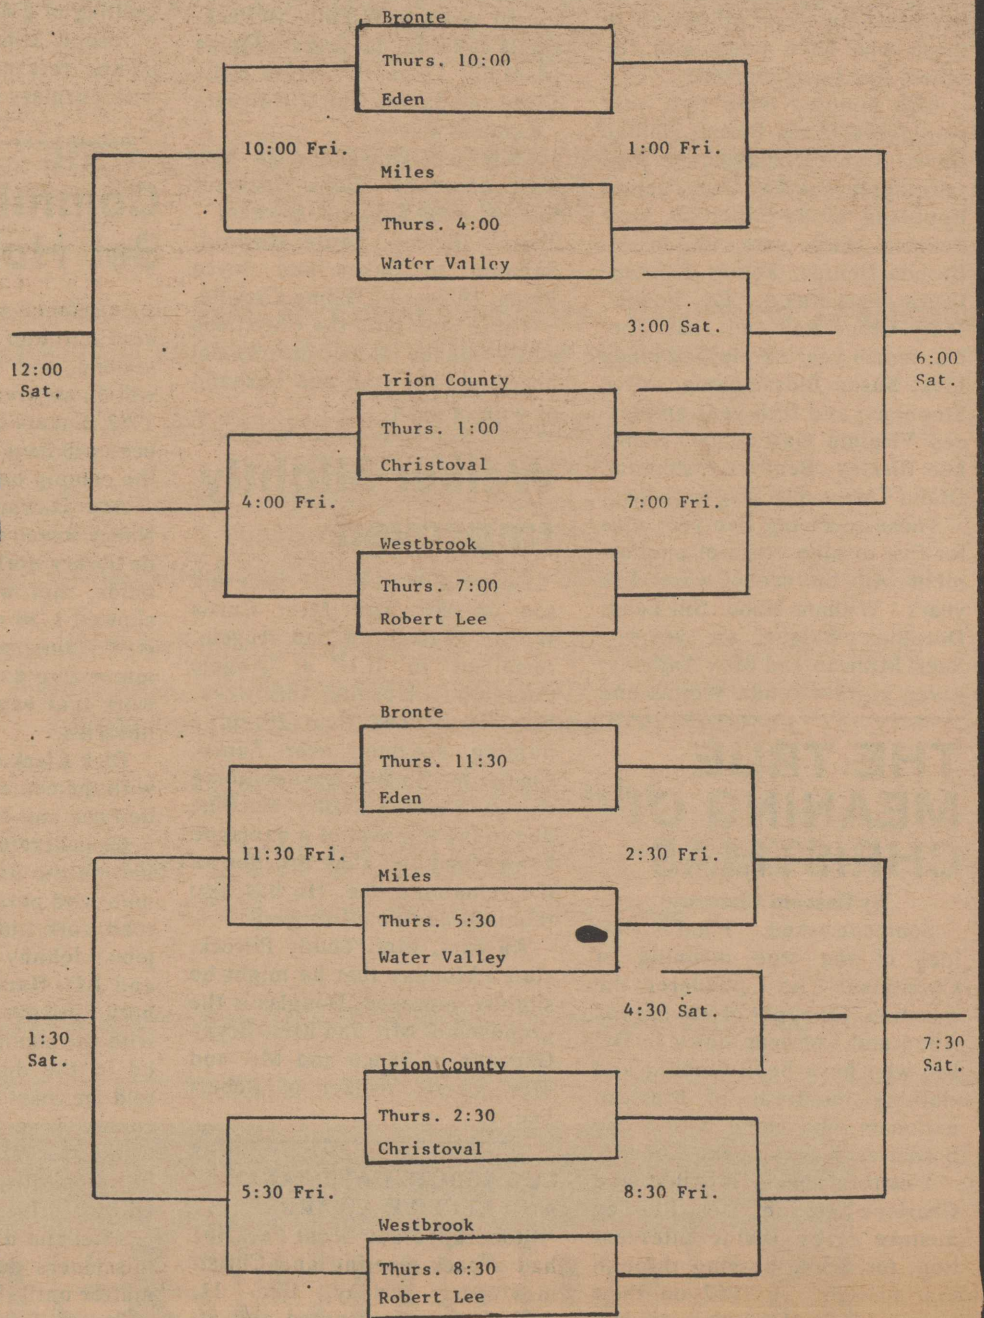 Bronte
Thurs. 10:00
Eden
10:00 Fri.
1:00 Fri.
Miles
Thurs. 4:00
Water Valley
3:00 Sat.
12:00
Sat.
6:00
Sat.
Irion County
Thurs. 1:00
Christoval
4:00 Fri.
7:00 Fri.
Westbrook
Thurs. 7:00
Robert Lee
Bronte
Thurs. 11:30
Eden
11:30 Fri.
2:30 Fri.
Miles
Thurs. 5:30
Water Valley
4:30 Sat.
1:30
Sat.
7:30
Sat.
Irion County
Thurs. 2:30
Christoval
5:30 Fri.
8:30 Fri.
Westbrook
Thurs. 8:30
Robert Lee